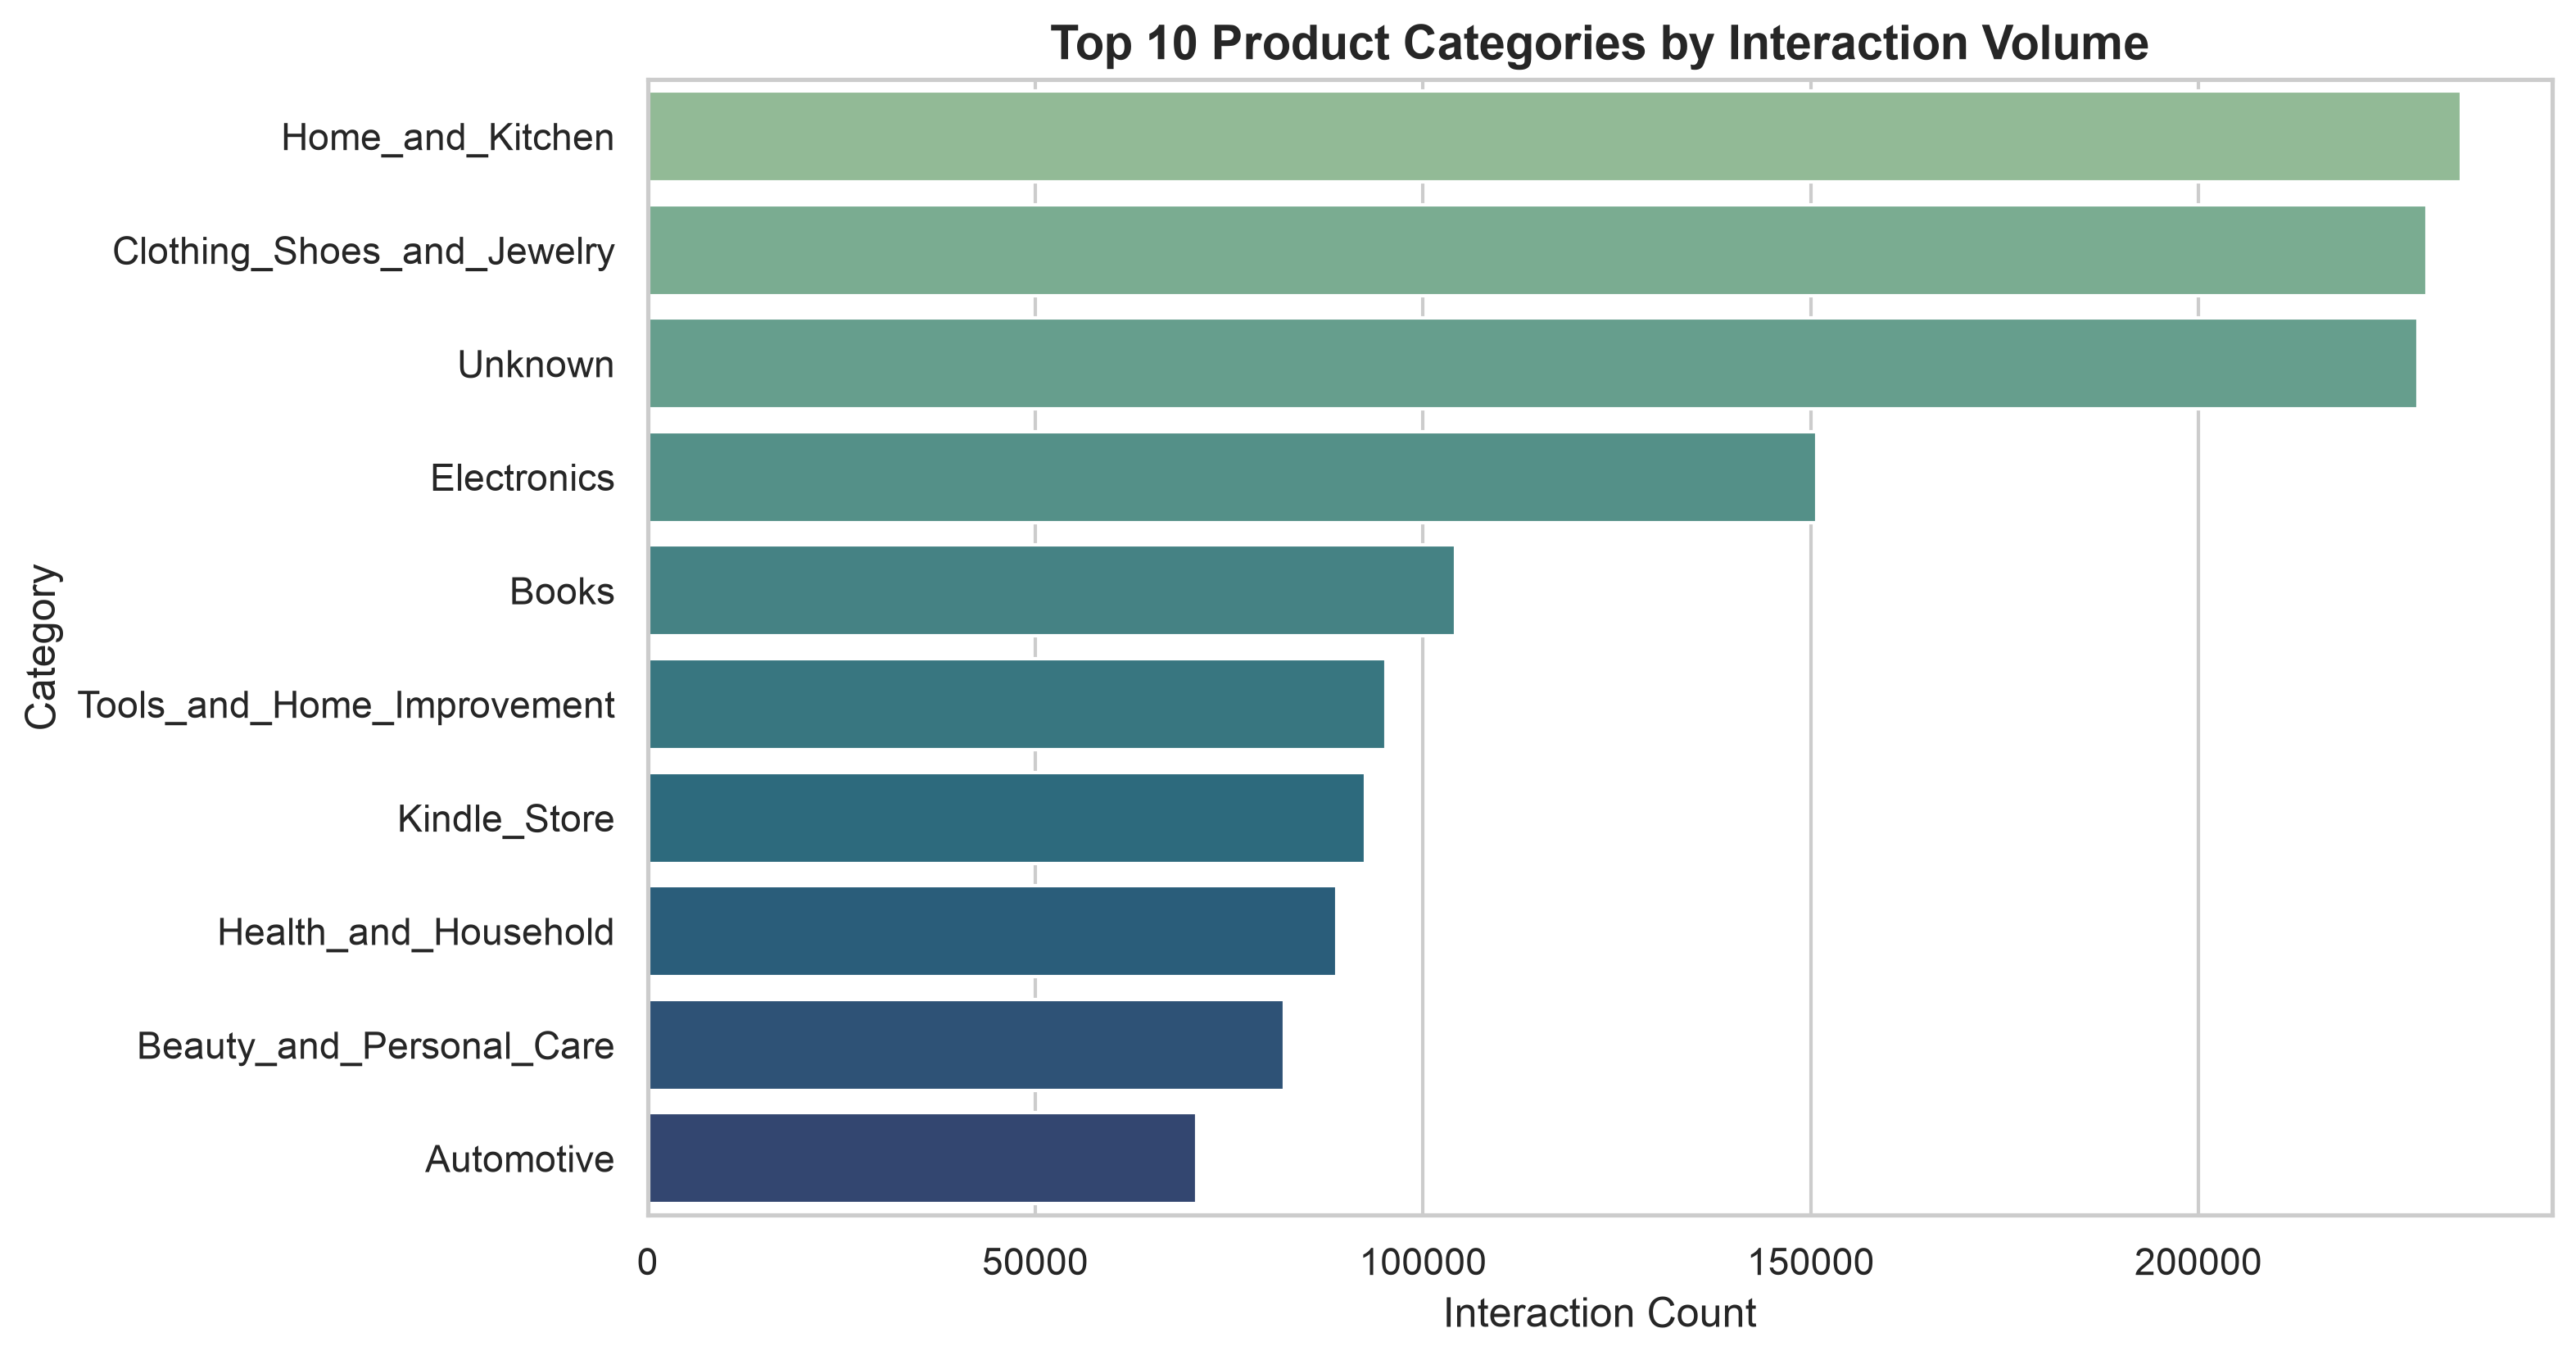 Top 10 Product Categories by Interaction Volume
Home_and_Kitchen
Clothing_Shoes_and_Jewelry
Unknown
Electronics
Books
Tools_and_Home_Improvement
Kindle_Store
Health_and_Household
Beauty_and_Personal_Care
Automotive
Category
0 50000 100000 150000 200000
Interaction Count